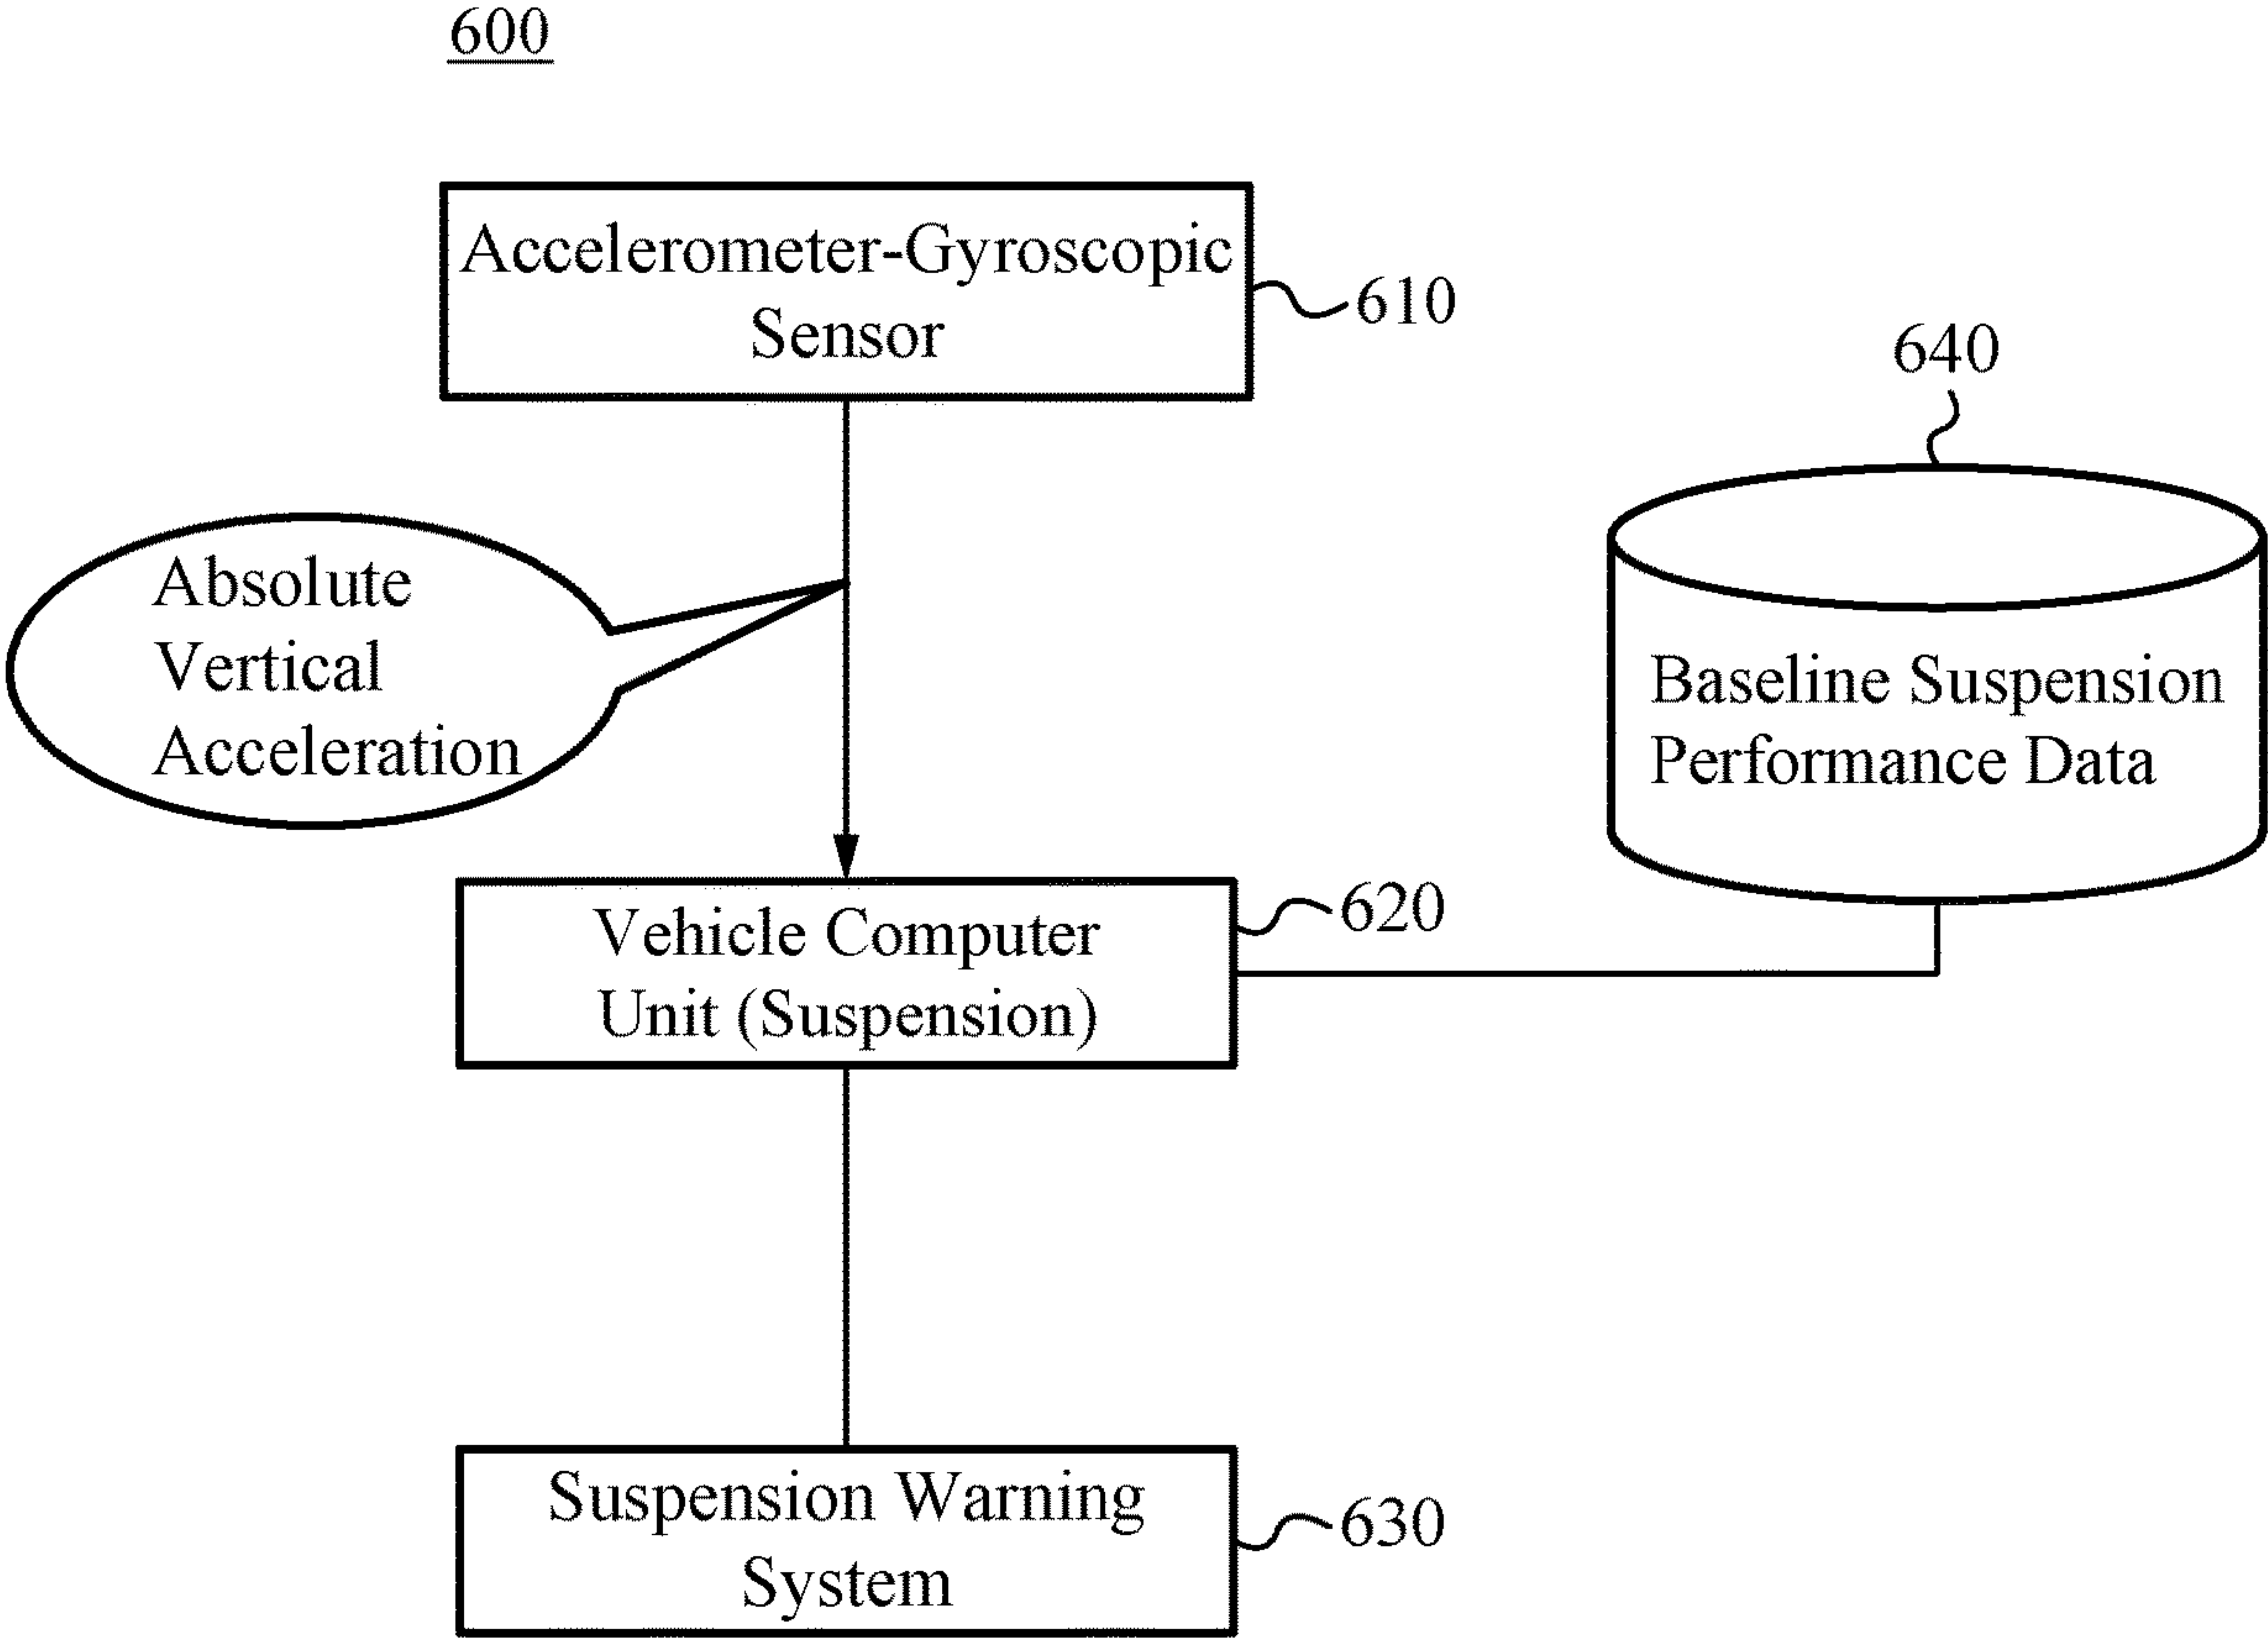 600
Accelerometer-Gyroscopic
Sensor
610
640
Absolute
Vertical
Acceleration
Baseline Suspension
Performance Data
Vehicle Computer
Unit (Suspension)
620
Suspension Warning
System
630